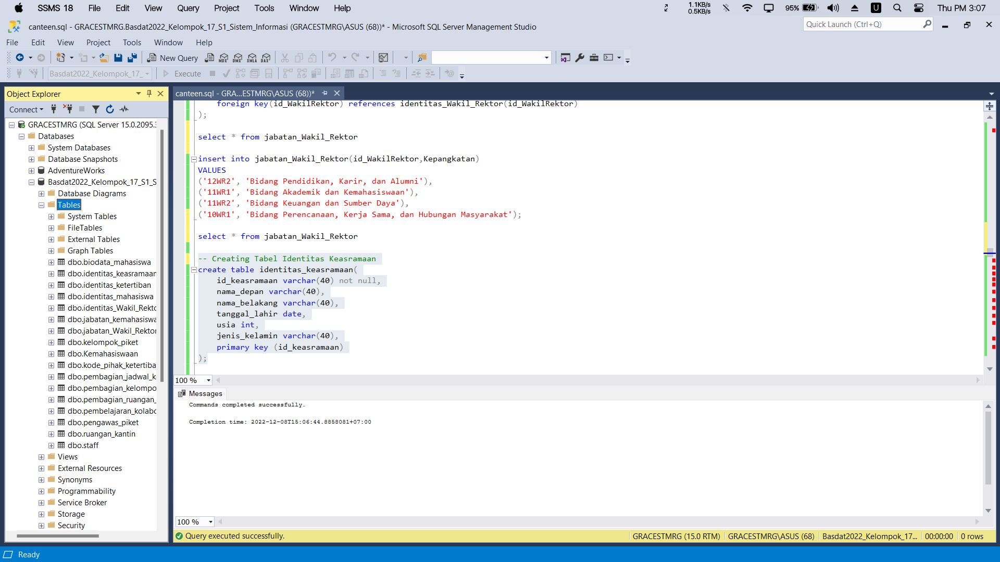 SSMS 18 File Edit View Query Project Tools Window Help 1.1KB/s 0.5KB/s 95% U Thu PM 3:07
canteen.sql - GRACESTMRG.Basdat2022_Kelompok_17_S1_Sistem_Informasi (GRACESTMRG\ASUS (68))* - Microsoft SQL Server Management Studio
Quick Launch (Ctrl+Q)
File Edit View Project Tools Window Help
New Query MDX DMX XMLA DAX
Basdat2022_Kelompok_17_ Execute
Object Explorer
Connect
GRACESTMRG (SQL Server 15.0.2095.3
Databases
System Databases
Database Snapshots
AdventureWorks
Basdat2022_Kelompok_17_S1_S
Database Diagrams
Tables
System Tables
FileTables
External Tables
Graph Tables
dbo.biodata_mahasiswa
dbo.identitas_keasramaan
dbo.identitas_ketertiban
dbo.identitas_mahasiswa
dbo.identitas_Wakil_Rekto
dbo.jabatan_kemahasiswa
dbo.jabatan_Wakil_Rektor
dbo.kelompok_piket
dbo.Kemahasiswaan
dbo.kode_pihak_ketertiba
dbo.pembagian_jadwal_k
dbo.pembagian_kelompo
dbo.pembagian_ruangan_
dbo.pembelajaran_kolabo
dbo.pengawas_piket
dbo.ruangan_kantin
dbo.staff
Views
External Resources
Synonyms
Programmability
Service Broker
Storage
Security
canteen.sql - GRA...ESTMRG\ASUS (68))*
foreign key(id_WakilRektor) references identitas_Wakil_Rektor(id_WakilRektor)
);
select * from jabatan_Wakil_Rektor
insert into jabatan_Wakil_Rektor(id_WakilRektor,Kepangkatan)
VALUES
('12WR2', 'Bidang Pendidikan, Karir, dan Alumni'),
('11WR1', 'Bidang Akademik dan Kemahasiswaan'),
('11WR2', 'Bidang Keuangan dan Sumber Daya'),
('10WR1', 'Bidang Perencanaan, Kerja Sama, dan Hubungan Masyarakat');
select * from jabatan_Wakil_Rektor
-- Creating Tabel Identitas Keasramaan
create table identitas_keasramaan(
id_keasramaan varchar(40) not null,
nama_depan varchar(40),
nama_belakang varchar(40),
tanggal_lahir date,
usia int,
jenis_kelamin varchar(40),
primary key (id_keasramaan)
);
100 %
Messages
Commands completed successfully.
Completion time: 2022-12-08T15:06:44.8858081+07:00
100 %
Query executed successfully. GRACESTMRG (15.0 RTM) GRACESTMRG\ASUS (68) Basdat2022_Kelompok_17... 00:00:00 0 rows
Ready